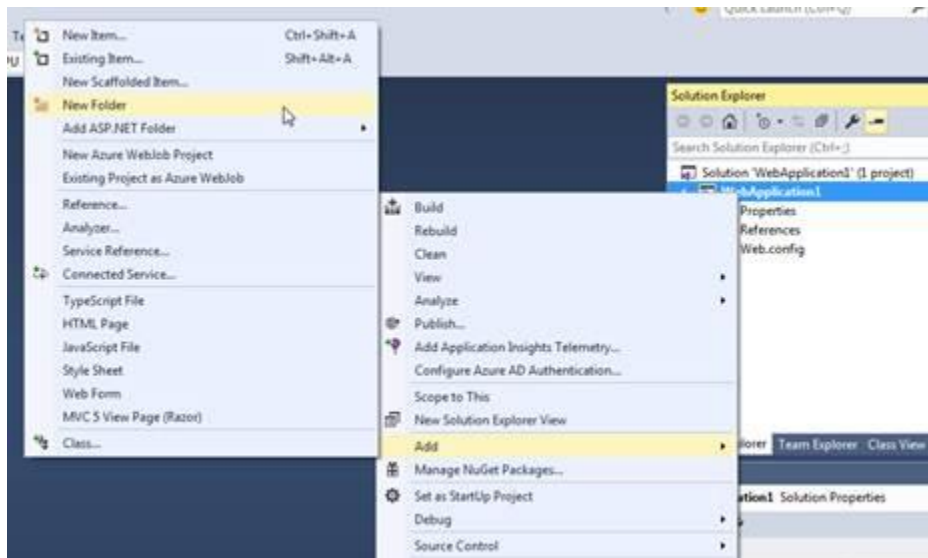 Quick Launch (Ctrl+Q)
New Item... Ctrl+Shift+A
Existing Item... Shift+Alt+A
New Scaffolded Item...
New Folder
Add ASP.NET Folder
New Azure WebJob Project
Existing Project as Azure WebJob
Reference...
Analyzer...
Service Reference...
Connected Service...
TypeScript File
HTML Page
JavaScript File
Style Sheet
Web Form
MVC 5 View Page (Razor)
Class...
Build
Rebuild
Clean
View
Analyze
Publish...
Add Application Insights Telemetry...
Configure Azure AD Authentication...
Scope to This
New Solution Explorer View
Add
Manage NuGet Packages...
Set as StartUp Project
Debug
Source Control
Solution Explorer
Search Solution Explorer (Ctrl+;)
Solution 'WebApplication1' (1 project)
WebApplication1
Properties
References
Web.config
lorer Team Explorer Class View
ation1 Solution Properties